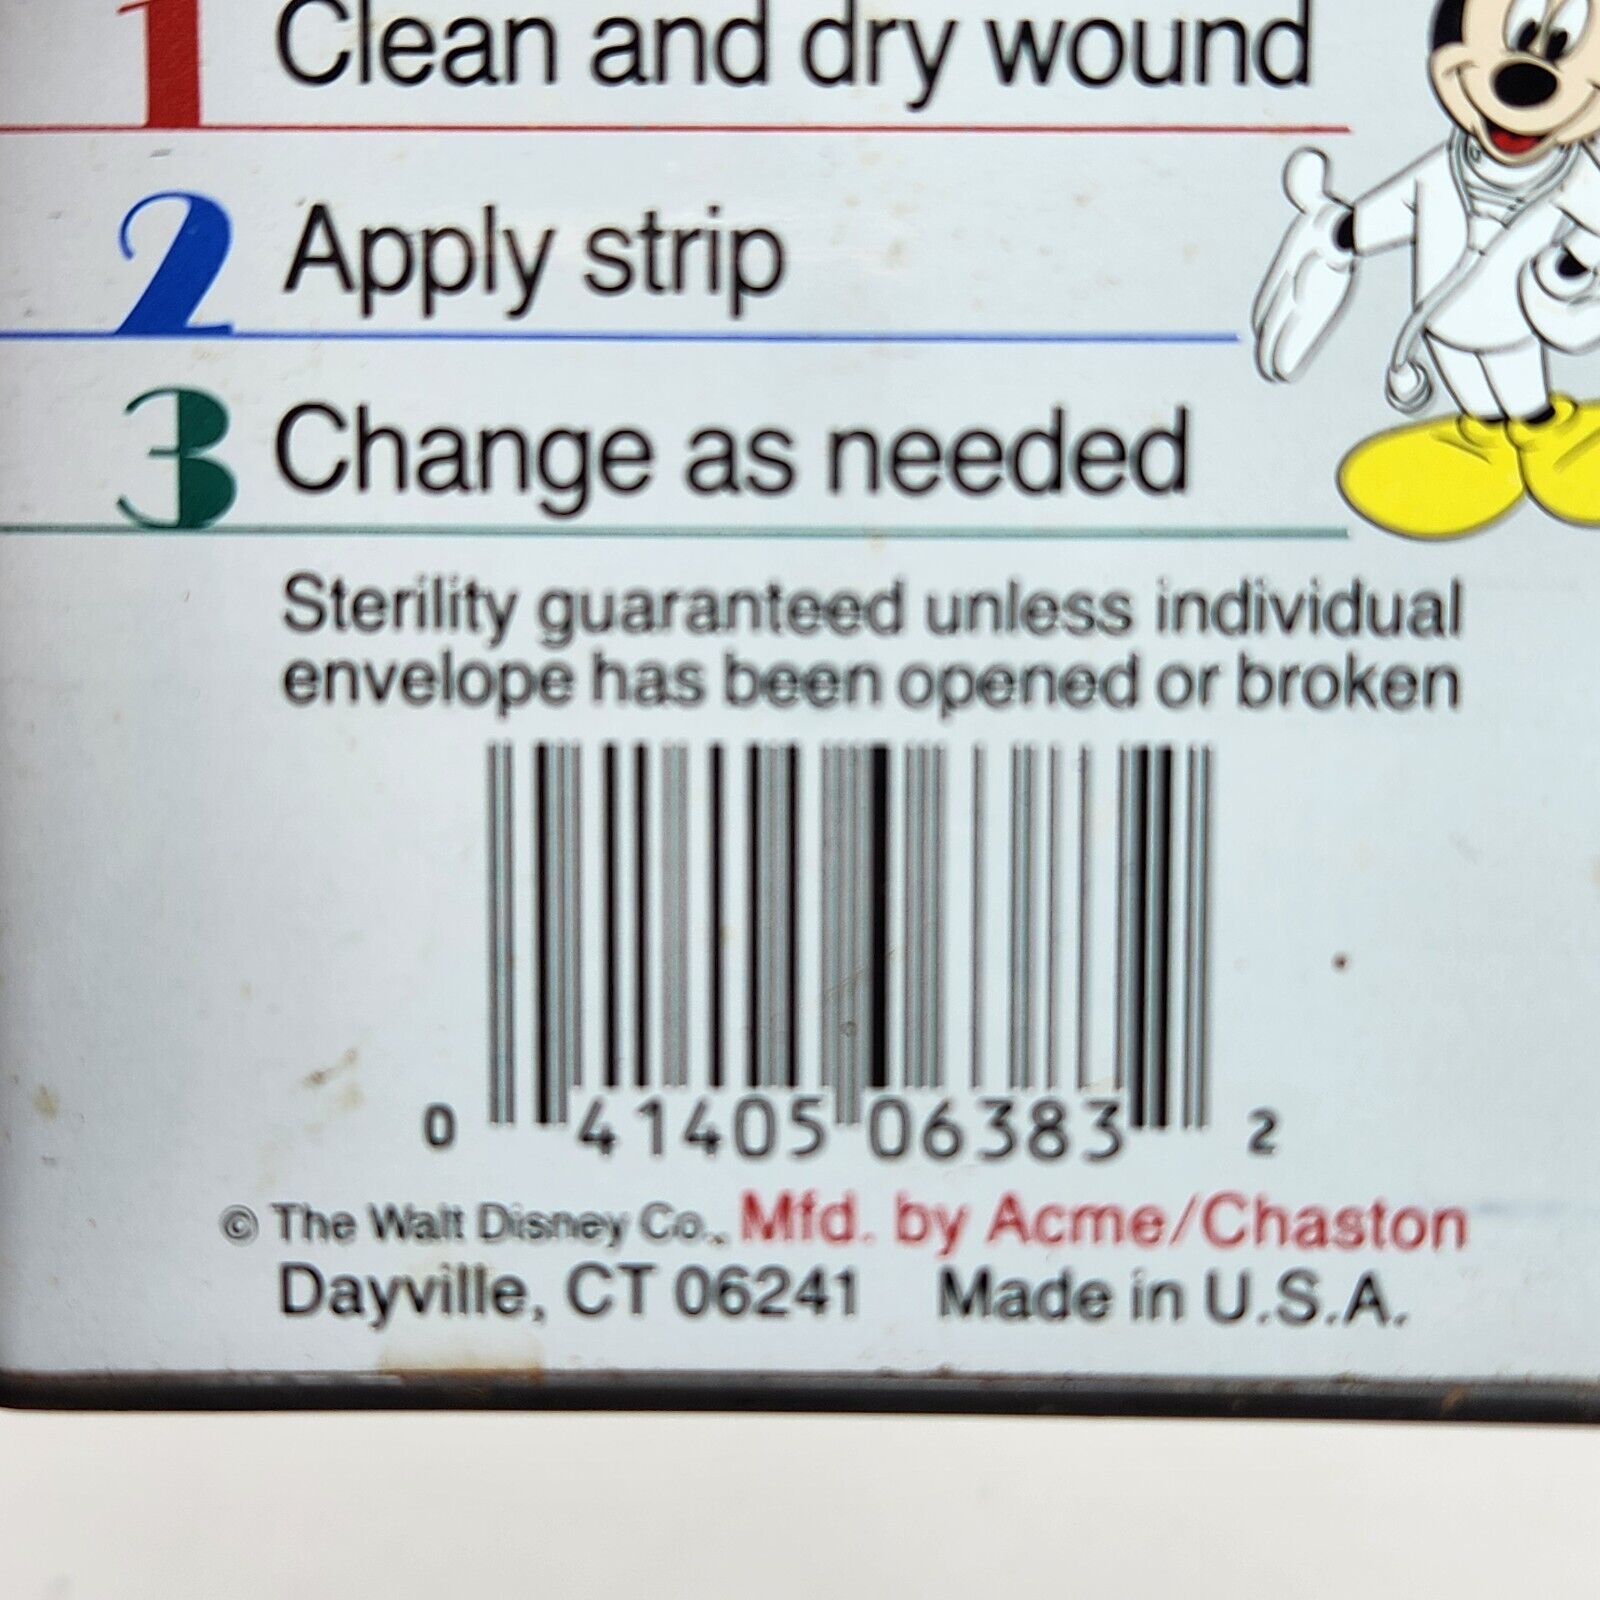 1 Clean and dry wound
2 Apply strip
3 Change as needed
Sterility guaranteed unless individual
envelope has been opened or broken
0 41405 06383 2
© The Walt Disney Co., Mfd. by Acme/Chaston
Dayville, CT 06241 Made in U.S.A.